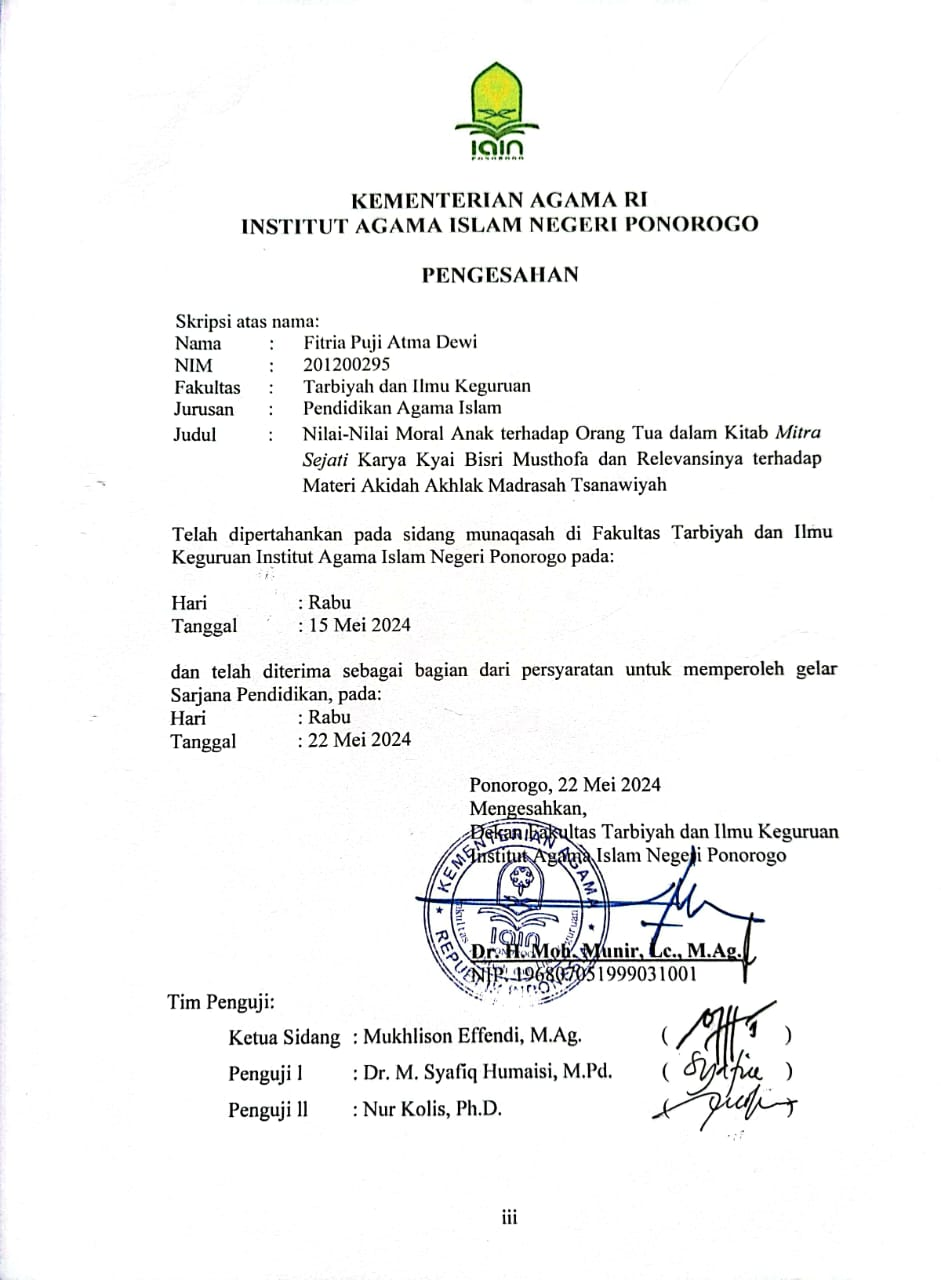 iain
PONOROGO
KEMENTERIAN AGAMA RI
INSTITUT AGAMA ISLAM NEGERI PONOROGO
PENGESAHAN
Skripsi atas nama:
Nama : Fitria Puji Atma Dewi
NIM : 201200295
Fakultas : Tarbiyah dan Ilmu Keguruan
Jurusan : Pendidikan Agama Islam
Judul : Nilai-Nilai Moral Anak terhadap Orang Tua dalam Kitab Mitra
Sejati Karya Kyai Bisri Musthofa dan Relevansinya terhadap
Materi Akidah Akhlak Madrasah Tsanawiyah
Telah dipertahankan pada sidang munaqasah di Fakultas Tarbiyah dan Ilmu
Keguruan Institut Agama Islam Negeri Ponorogo pada:
Hari : Rabu
Tanggal : 15 Mei 2024
dan telah diterima sebagai bagian dari persyaratan untuk memperoleh gelar
Sarjana Pendidikan, pada:
Hari : Rabu
Tanggal : 22 Mei 2024
Ponorogo, 22 Mei 2024
Mengesahkan,
Dekan Fakultas Tarbiyah dan Ilmu Keguruan
Institut Agama Islam Negeri Ponorogo
KEMENTERIAN AGAMA
iain
Dr. H. Moh. Munir, Lc., M.Ag.
NIP. 196807051999031001
Tim Penguji:
Ketua Sidang : Mukhlison Effendi, M.Ag. ( )
Penguji I : Dr. M. Syafiq Humaisi, M.Pd. ( )
Penguji II : Nur Kolis, Ph.D.
iii